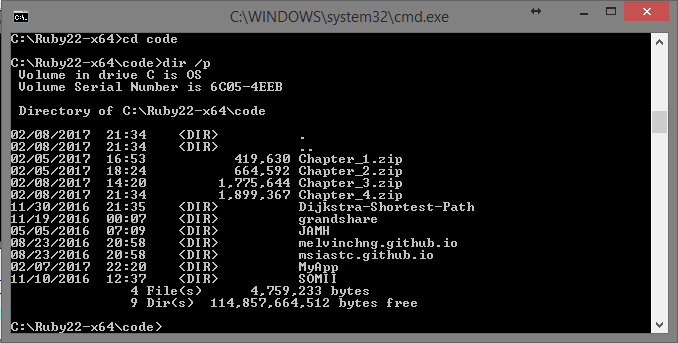 C:\WINDOWS\system32\cmd.exe
C:\Ruby22-x64>cd code
C:\Ruby22-x64\code>dir /p
Volume in drive C is OS
Volume Serial Number is 6C05-4EEB
Directory of C:\Ruby22-x64\code
02/08/2017  21:34    <DIR>          .
02/08/2017  21:34    <DIR>          ..
02/05/2017  16:53           419,630 Chapter_1.zip
02/05/2017  18:24           664,592 Chapter_2.zip
02/08/2017  14:20         1,775,644 Chapter_3.zip
02/08/2017  21:34         1,899,367 Chapter_4.zip
11/30/2016  21:35    <DIR>          Dijkstra-Shortest-Path
11/19/2016  00:07    <DIR>          grandshare
05/05/2016  07:09    <DIR>          JAMH
08/23/2016  20:58    <DIR>          melvinchng.github.io
08/23/2016  20:58    <DIR>          msiastc.github.io
02/07/2017  22:20    <DIR>          MyApp
11/10/2016  12:37    <DIR>          SOMII
4 File(s)      4,759,233 bytes
9 Dir(s)  114,857,664,512 bytes free
C:\Ruby22-x64\code>